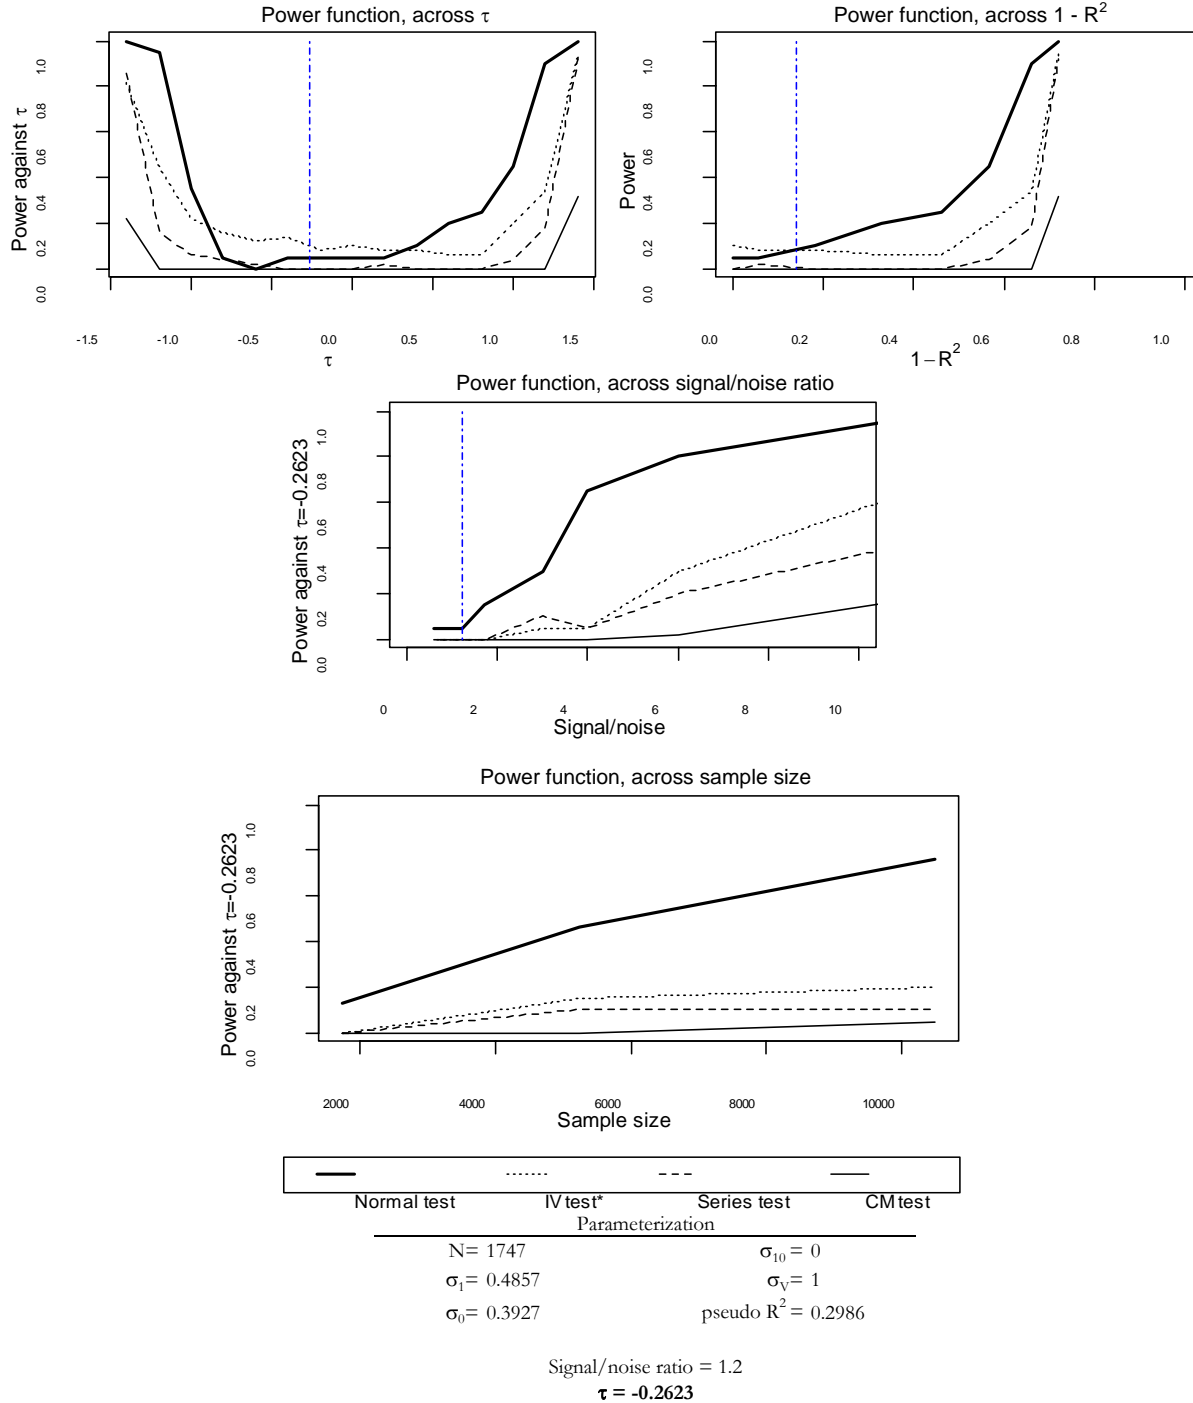 Power function, across τ
Power against τ
0.0 0.2 0.4 0.6 0.8 1.0
-1.5 -1.0 -0.5 0.0 0.5 1.0 1.5
τ
Power function, across 1 - R²
Power
0.0 0.2 0.4 0.6 0.8 1.0
0.0 0.2 0.4 0.6 0.8 1.0
1−R²
Power function, across signal/noise ratio
Power against τ=-0.2623
0.0 0.2 0.4 0.6 0.8 1.0
0 2 4 6 8 10
Signal/noise
Power function, across sample size
Power against τ=-0.2623
0.0 0.2 0.4 0.6 0.8 1.0
2000 4000 6000 8000 10000
Sample size
Normal test IV test* Series test CM test
Parameterization
N= 1747 σ₁₀ = 0
σ₁= 0.4857 σ_V= 1
σ₀= 0.3927 pseudo R² = 0.2986
Signal/noise ratio = 1.2
τ = -0.2623